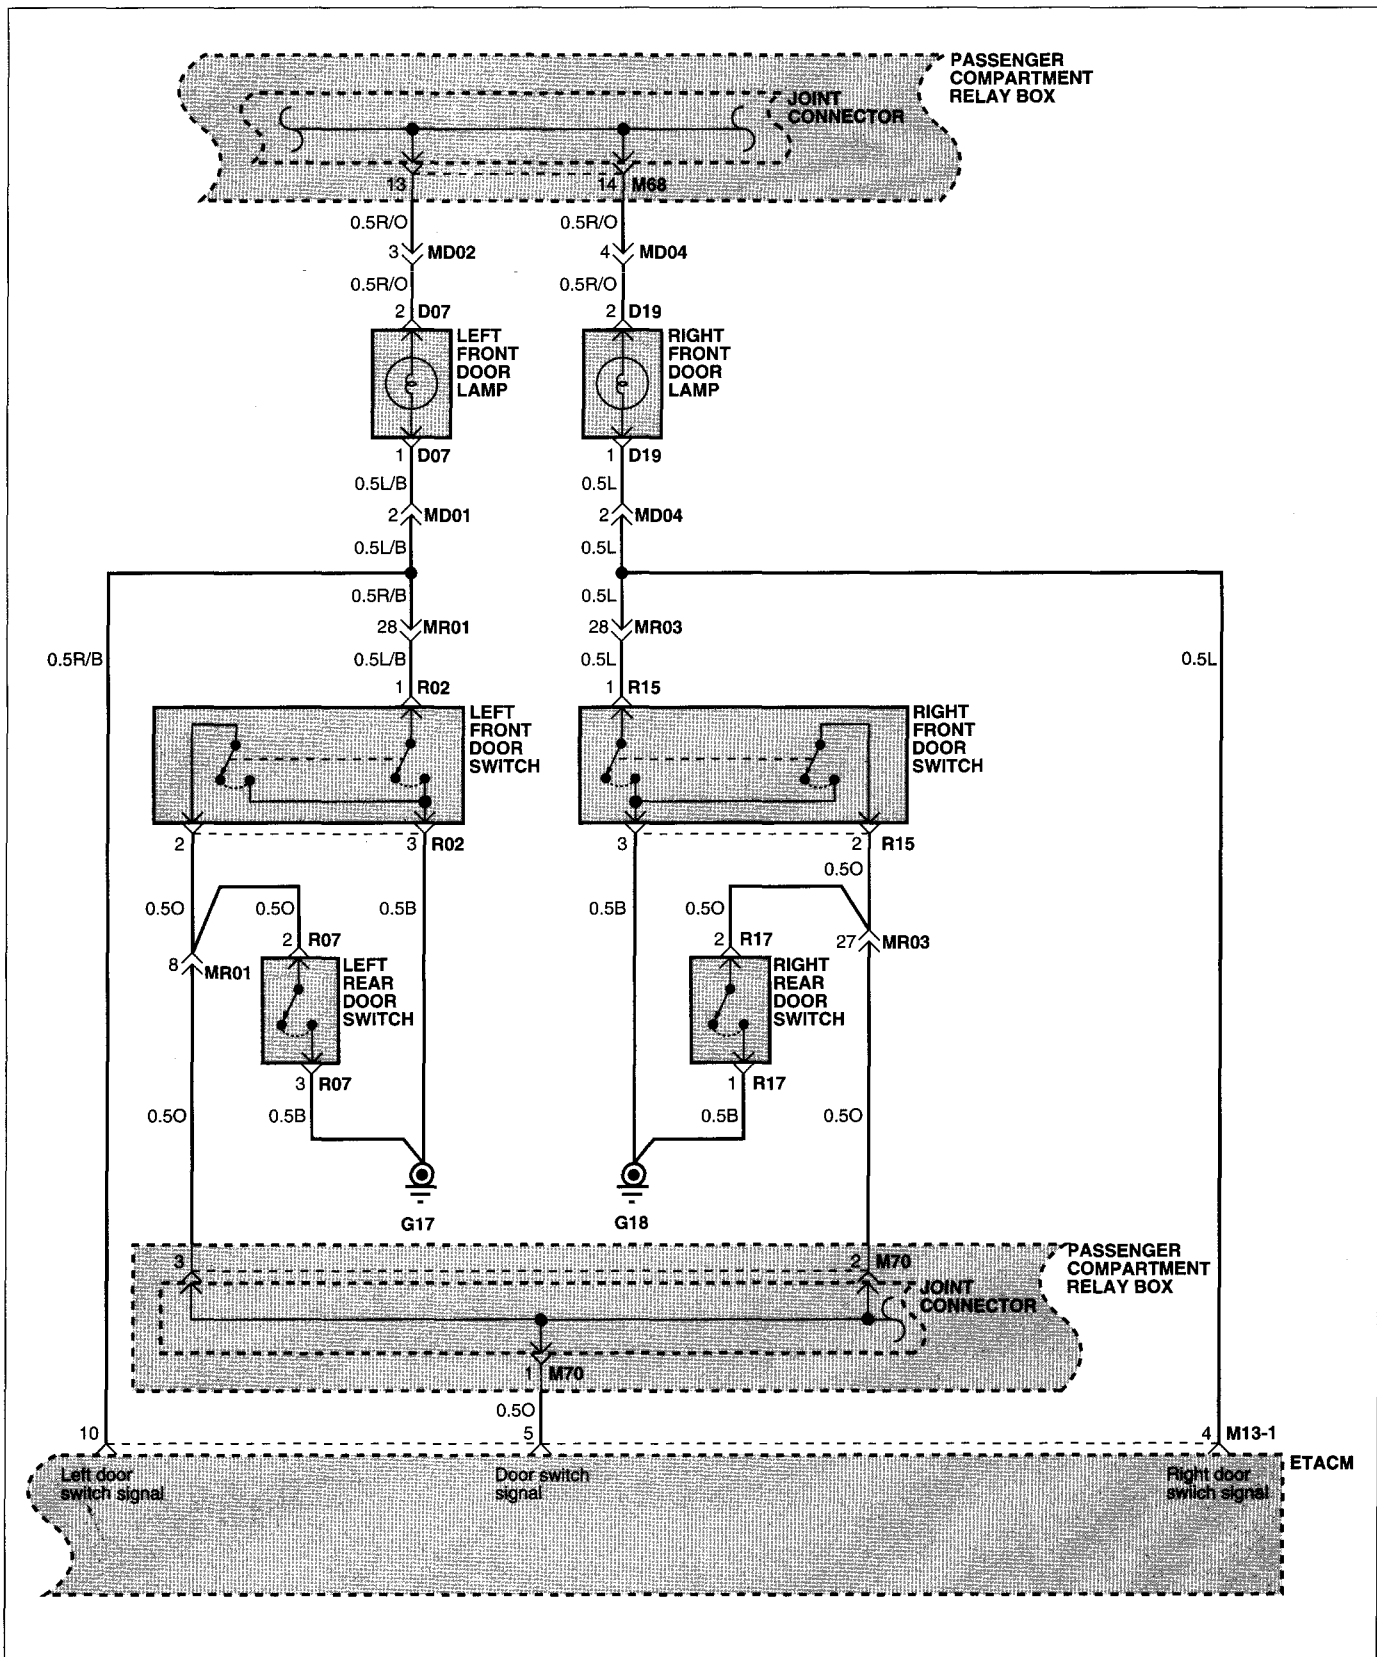 PASSENGER
COMPARTMENT
RELAY BOX
JOINT
CONNECTOR
13
14 M68
0.5R/O
0.5R/O
3 MD02
4 MD04
0.5R/O
0.5R/O
2 D07
2 D19
LEFT
FRONT
DOOR
LAMP
RIGHT
FRONT
DOOR
LAMP
1 D07
1 D19
0.5L/B
0.5L
2 MD01
2 MD04
0.5L/B
0.5L
0.5R/B
0.5L
28 MR01
28 MR03
0.5R/B
0.5L/B
0.5L
0.5L
1 R02
1 R15
LEFT
FRONT
DOOR
SWITCH
RIGHT
FRONT
DOOR
SWITCH
2
3 R02
3
2 R15
0.5O
0.5O
0.5O
0.5B
0.5B
0.5O
2 R07
2 R17
27 MR03
8 MR01
LEFT
REAR
DOOR
SWITCH
RIGHT
REAR
DOOR
SWITCH
3 R07
1 R17
0.5O
0.5B
0.5B
0.5O
G17
G18
3
2 M70
PASSENGER
COMPARTMENT
RELAY BOX
JOINT
CONNECTOR
1 M70
0.5O
10
5
4 M13-1
ETACM
Left door
switch signal
Door switch
signal
Right door
switch signal